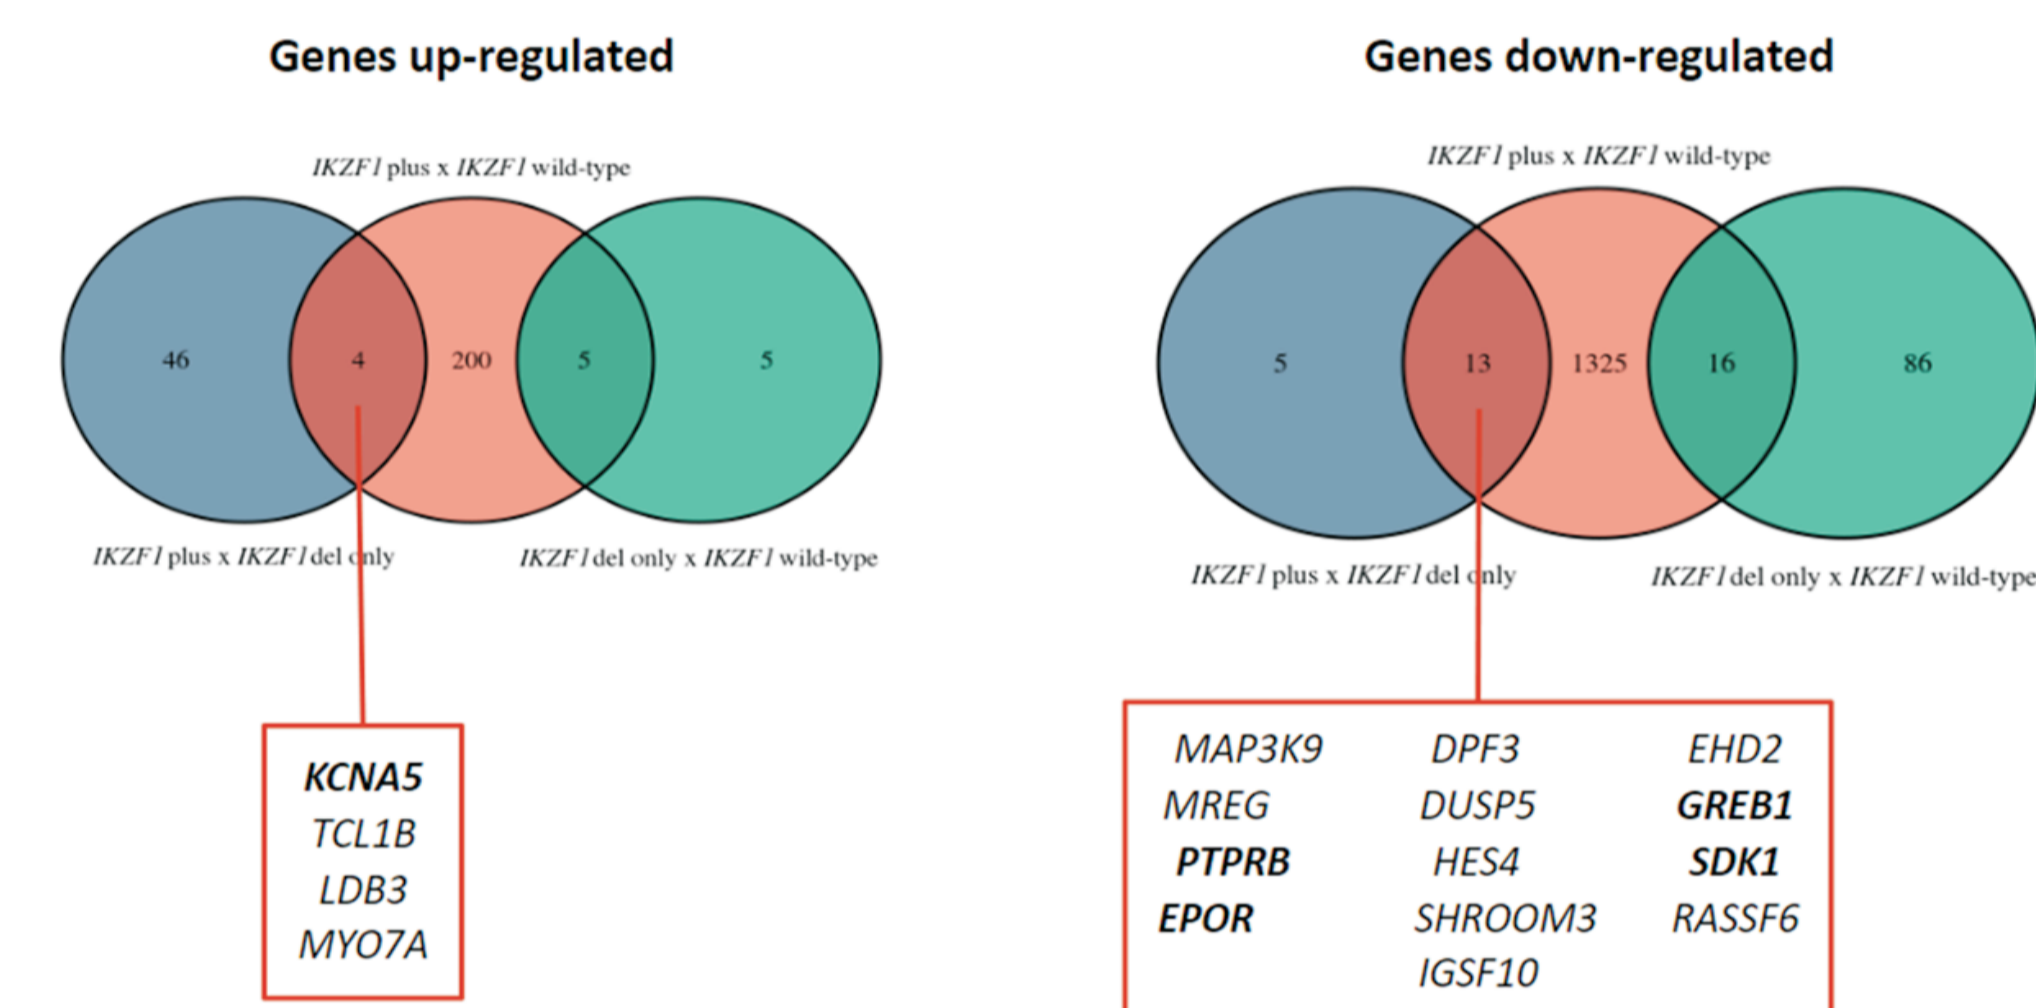 Genes up-regulated
IKZF1 plus x IKZF1 wild-type
46
4
200
5
5
IKZF1 plus x IKZF1 del only
IKZF1 del only x IKZF1 wild-type
KCNA5
TCL1B
LDB3
MYO7A
Genes down-regulated
IKZF1 plus x IKZF1 wild-type
5
13
1325
16
86
IKZF1 plus x IKZF1 del only
IKZF1 del only x IKZF1 wild-type
MAP3K9 DPF3 EHD2
MREG DUSP5 GREB1
PTPRB HES4 SDK1
EPOR SHROOM3 RASSF6
IGSF10